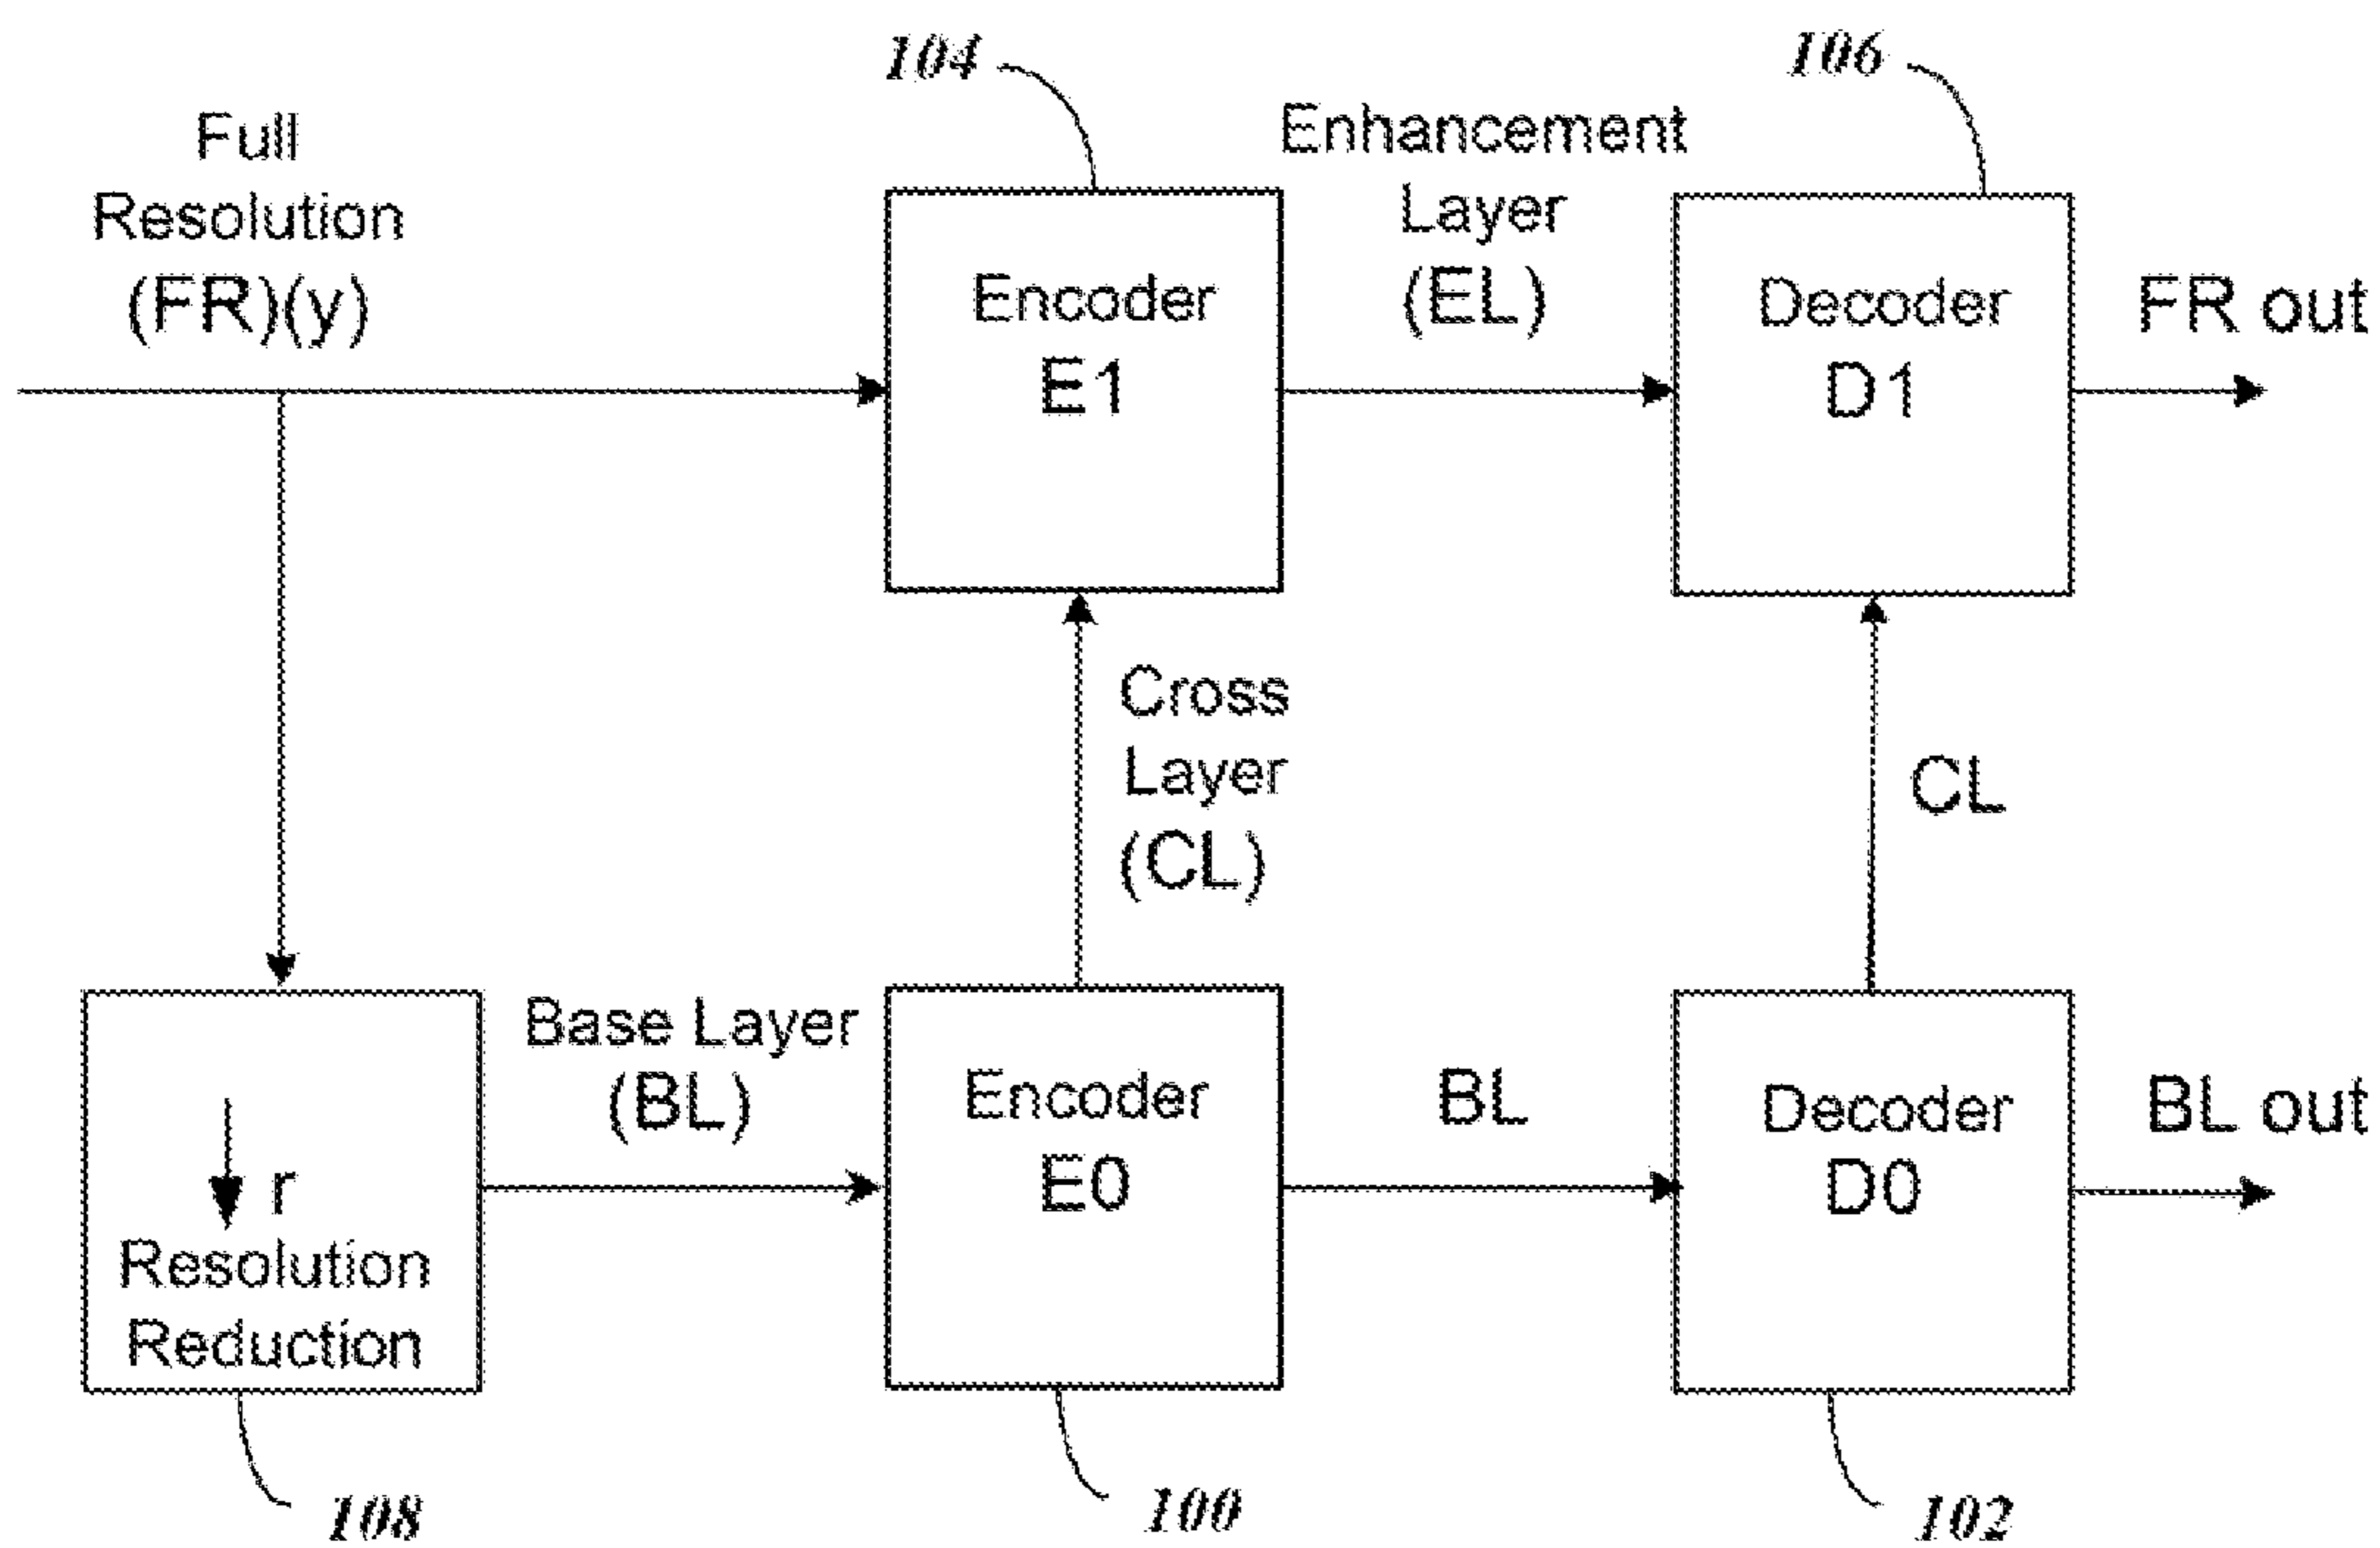 104
106
Full
Resolution
(FR)(y)
Enhancement
Layer
(EL)
Encoder
E1
Decoder
D1
FR out
Cross
Layer
(CL)
CL
Base Layer
(BL)
Encoder
E0
BL
Decoder
D0
BL out
r
Resolution
Reduction
108
100
102